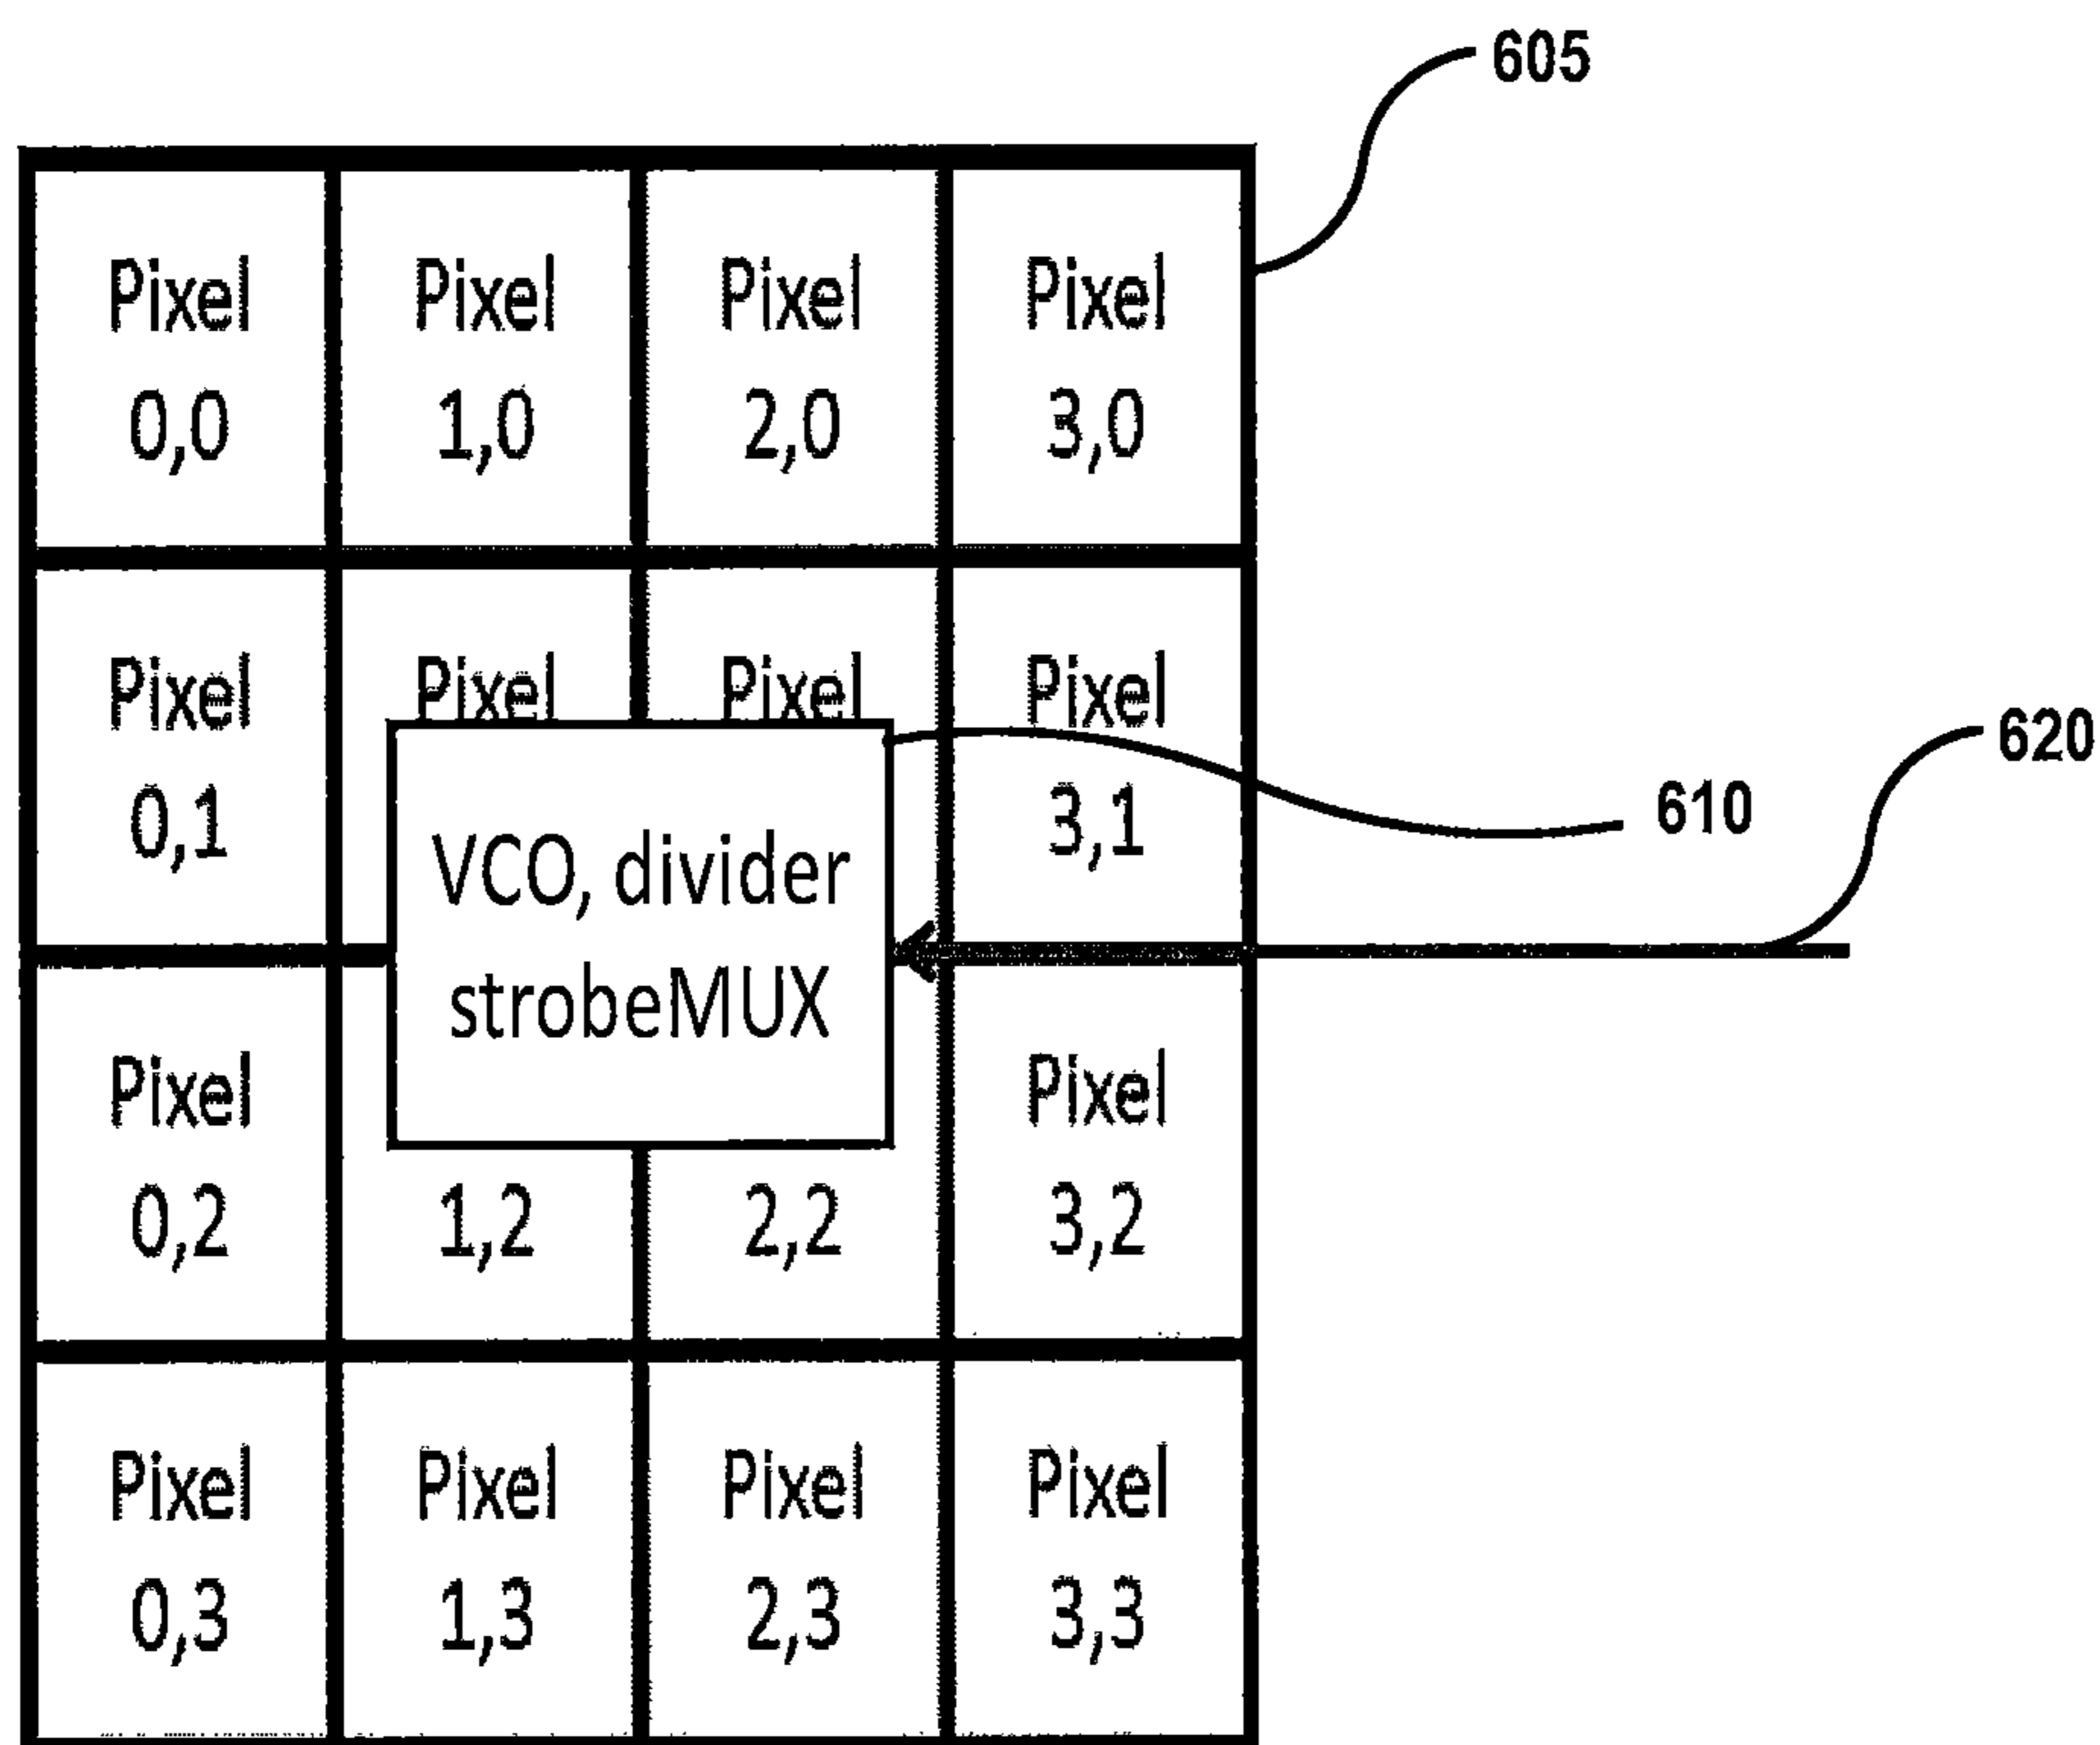 605
Pixel
0,0
Pixel
1,0
Pixel
2,0
Pixel
3,0
Pixel
0,1
Pixel
Pixel
Pixel
3,1
620
610
VCO, divider
strobeMUX
Pixel
0,2
1,2
2,2
Pixel
3,2
Pixel
0,3
Pixel
1,3
Pixel
2,3
Pixel
3,3